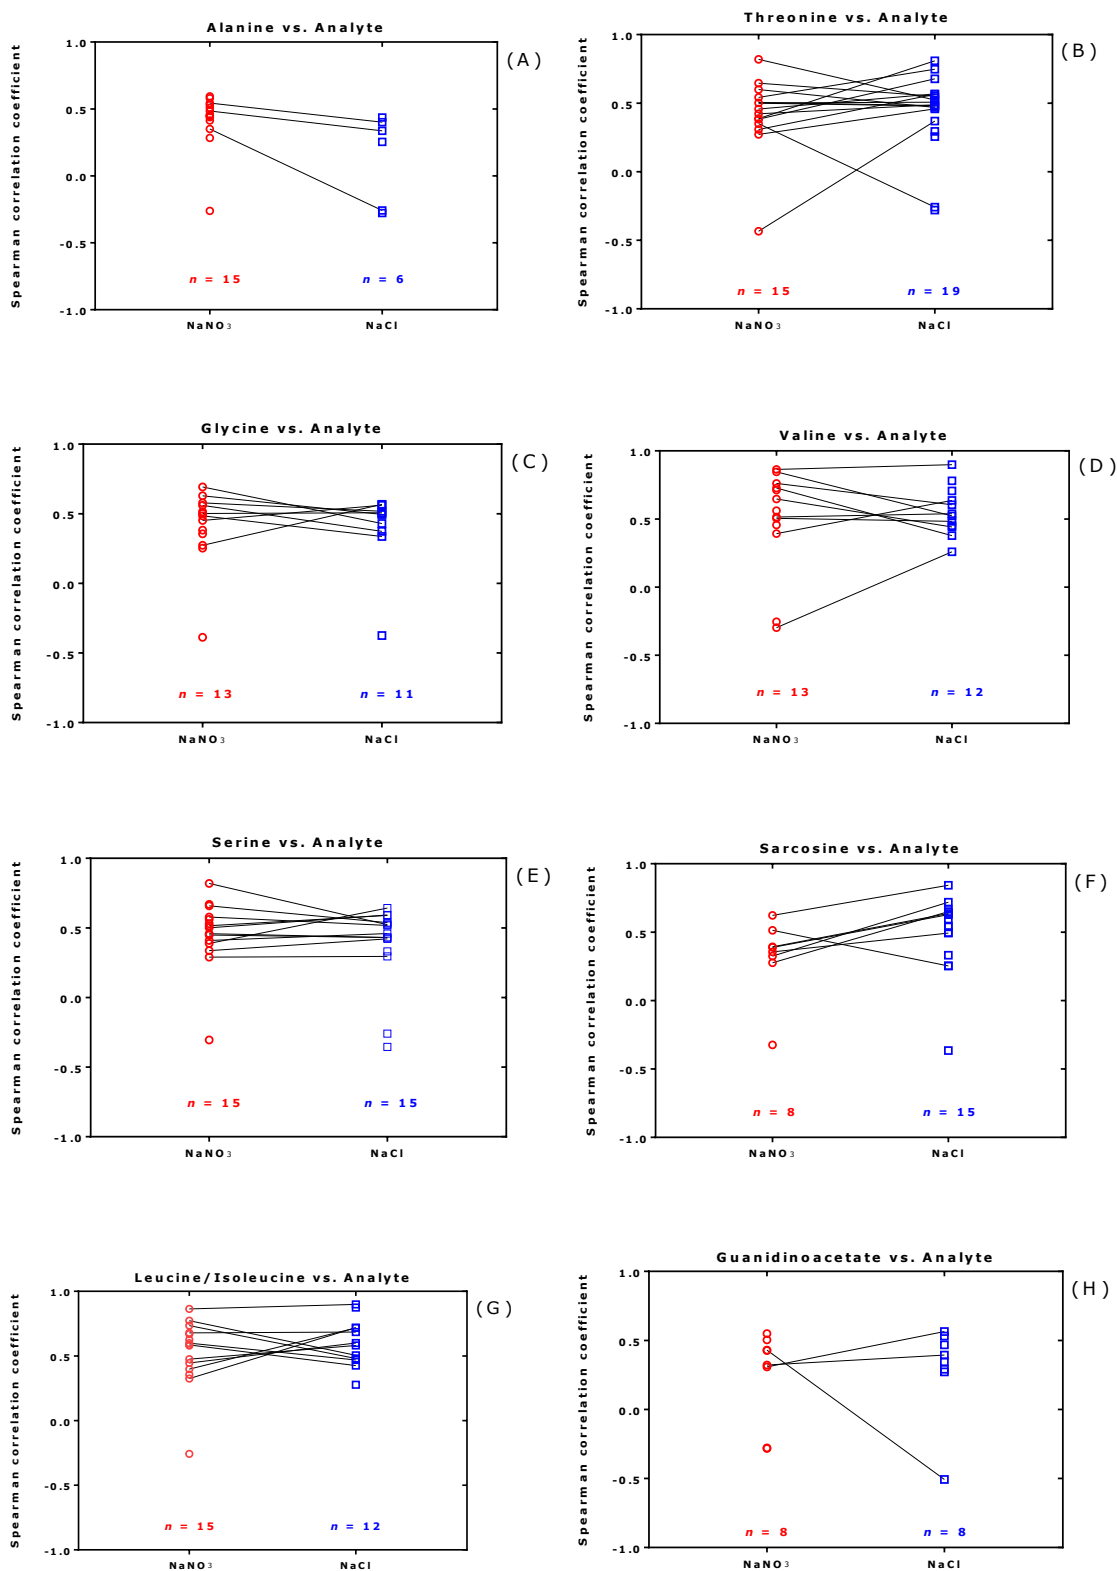 Alanine vs. Analyte
(A)
Spearman correlation coefficient
1.0
0.5
0.0
-0.5
-1.0
n = 15
n = 6
NaNO3
NaCl
Threonine vs. Analyte
(B)
Spearman correlation coefficient
1.0
0.5
0.0
-0.5
-1.0
n = 15
n = 19
NaNO3
NaCl
Glycine vs. Analyte
(C)
Spearman correlation coefficient
1.0
0.5
0.0
-0.5
-1.0
n = 13
n = 11
NaNO3
NaCl
Valine vs. Analyte
(D)
Spearman correlation coefficient
1.0
0.5
0.0
-0.5
-1.0
n = 13
n = 12
NaNO3
NaCl
Serine vs. Analyte
(E)
Spearman correlation coefficient
1.0
0.5
0.0
-0.5
-1.0
n = 15
n = 15
NaNO3
NaCl
Sarcosine vs. Analyte
(F)
Spearman correlation coefficient
1.0
0.5
0.0
-0.5
-1.0
n = 8
n = 15
NaNO3
NaCl
Leucine/Isoleucine vs. Analyte
(G)
Spearman correlation coefficient
1.0
0.5
0.0
-0.5
-1.0
n = 15
n = 12
NaNO3
NaCl
Guanidinoacetate vs. Analyte
(H)
Spearman correlation coefficient
1.0
0.5
0.0
-0.5
-1.0
n = 8
n = 8
NaNO3
NaCl